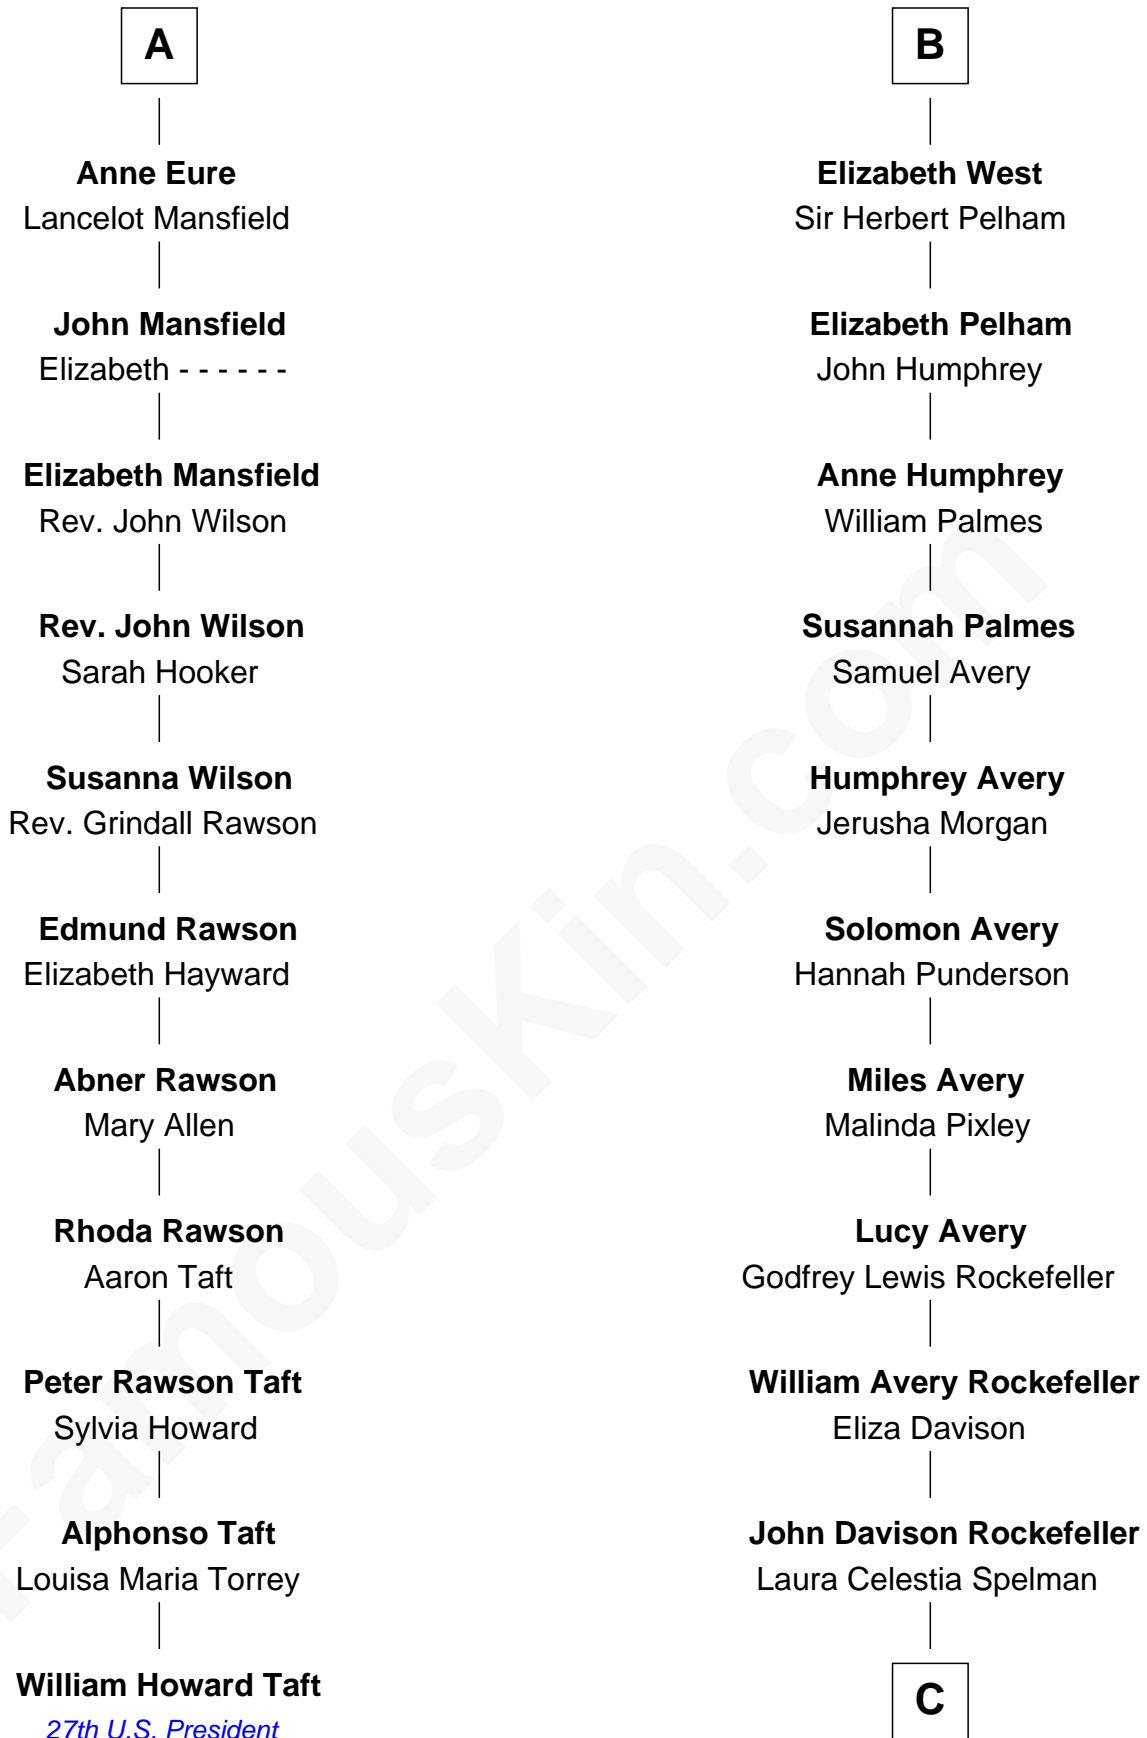 A
Anne Eure
Lancelot Mansfield
John Mansfield
Elizabeth - - - - - -
Elizabeth Mansfield
Rev. John Wilson
Rev. John Wilson
Sarah Hooker
Susanna Wilson
Rev. Grindall Rawson
Edmund Rawson
Elizabeth Hayward
Abner Rawson
Mary Allen
Rhoda Rawson
Aaron Taft
Peter Rawson Taft
Sylvia Howard
Alphonso Taft
Louisa Maria Torrey
William Howard Taft
27th U.S. President
B
Elizabeth West
Sir Herbert Pelham
Elizabeth Pelham
John Humphrey
Anne Humphrey
William Palmes
Susannah Palmes
Samuel Avery
Humphrey Avery
Jerusha Morgan
Solomon Avery
Hannah Punderson
Miles Avery
Malinda Pixley
Lucy Avery
Godfrey Lewis Rockefeller
William Avery Rockefeller
Eliza Davison
John Davison Rockefeller
Laura Celestia Spelman
C
FamousKin.com